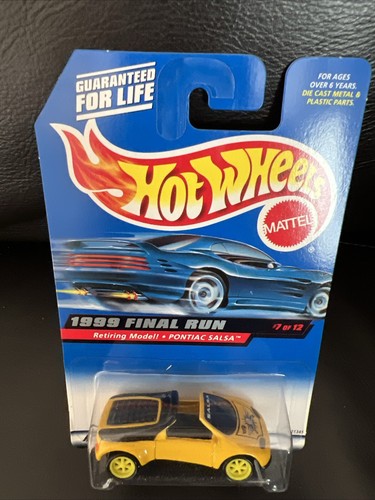 GUARANTEED
FOR LIFE
FOR AGES
OVER 6 YEARS.
DIE CAST METAL &
PLASTIC PARTS.
HOT WHEELS
MATTEL
1999 FINAL RUN
#7 OF 12
Retiring Model! • PONTIAC SALSA™